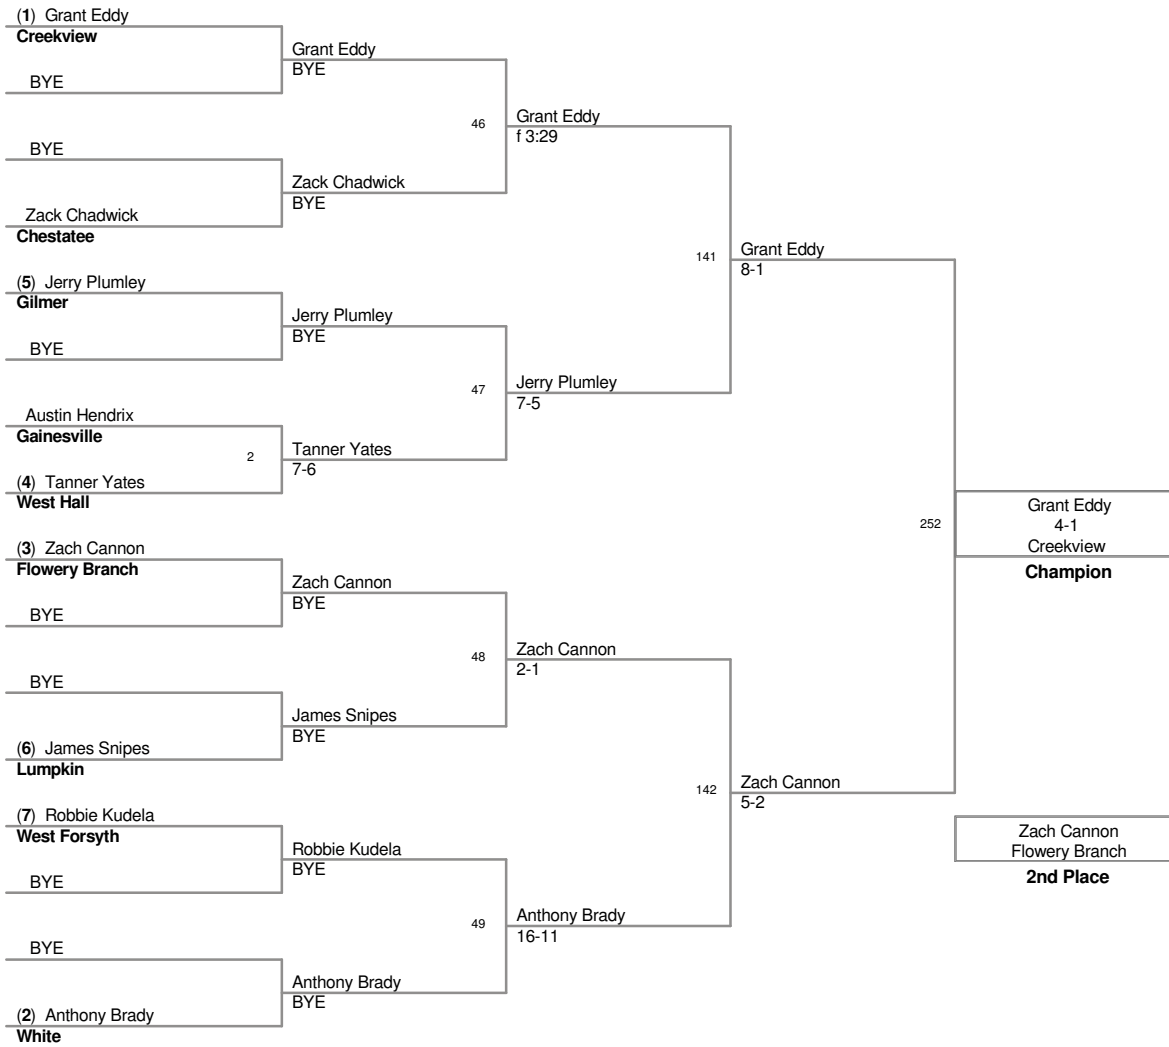 (1) Grant Eddy
Creekview
BYE
BYE
Zack Chadwick
Chestatee
(5) Jerry Plumley
Gilmer
BYE
Austin Hendrix
Gainesville
2
(4) Tanner Yates
West Hall
(3) Zach Cannon
Flowery Branch
BYE
BYE
(6) James Snipes
Lumpkin
(7) Robbie Kudela
West Forsyth
BYE
BYE
(2) Anthony Brady
White
Grant Eddy
BYE
46
Zack Chadwick
BYE
Jerry Plumley
BYE
47
Tanner Yates
7-6
Zach Cannon
BYE
48
James Snipes
BYE
Robbie Kudela
BYE
49
Anthony Brady
BYE
Grant Eddy
f 3:29
141
Jerry Plumley
7-5
Zach Cannon
2-1
142
Anthony Brady
16-11
Grant Eddy
8-1
252
Zach Cannon
5-2
Grant Eddy
4-1
Creekview
Champion
Zach Cannon
Flowery Branch
2nd Place